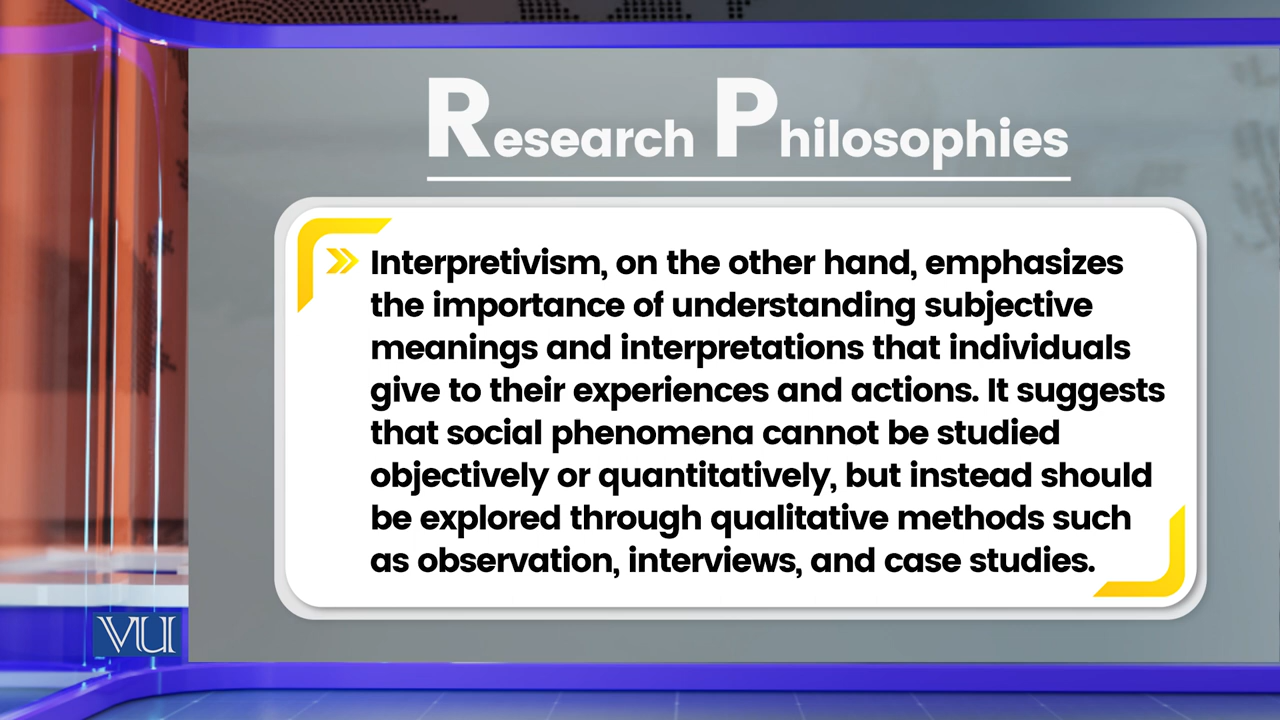 Research Philosophies
Interpretivism, on the other hand, emphasizes
the importance of understanding subjective
meanings and interpretations that individuals
give to their experiences and actions. It suggests
that social phenomena cannot be studied
objectively or quantitatively, but instead should
be explored through qualitative methods such
as observation, interviews, and case studies.
VU